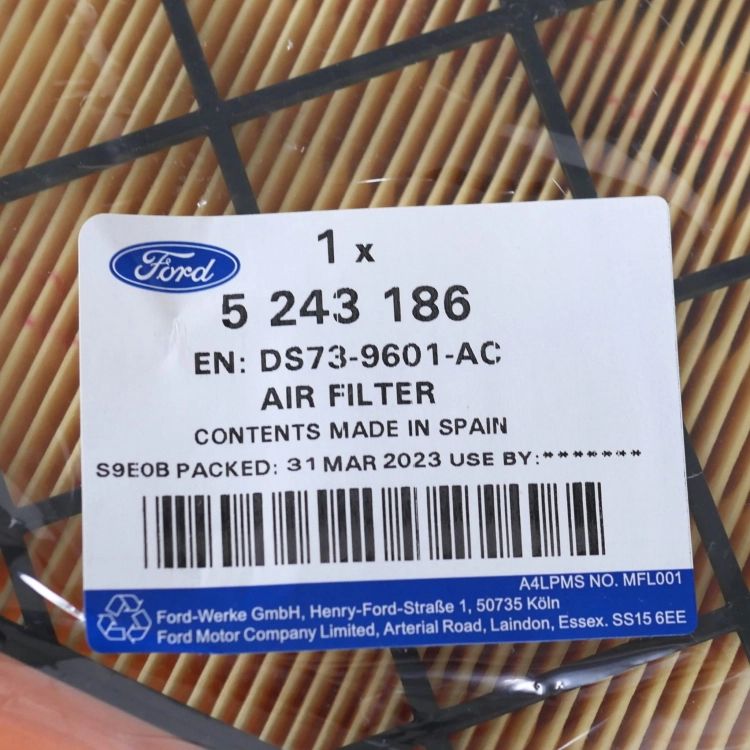 Ford
1 x
5 243 186
EN: DS73-9601-AC
AIR FILTER
CONTENTS MADE IN SPAIN
S9E0B PACKED: 31 MAR 2023 USE BY:*******
A4LPMS NO. MFL001
Ford-Werke GmbH, Henry-Ford-Straße 1, 50735 Köln
Ford Motor Company Limited, Arterial Road, Laindon, Essex. SS15 6EE